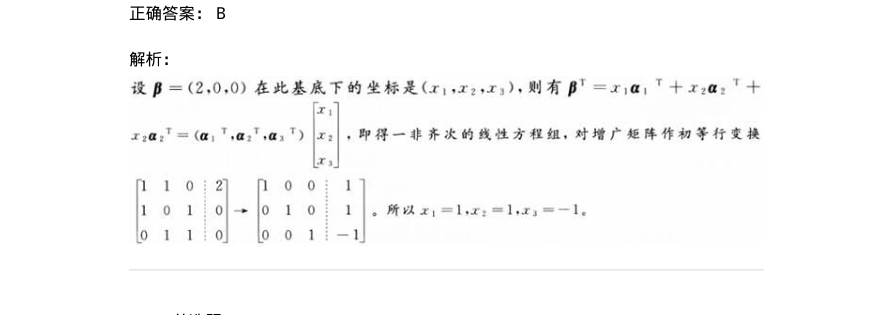 正确答案： B
解析：
设 β = (2,0,0) 在此基底下的坐标是(x₁,x₂,x₃),则有 βᵀ = x₁α₁ᵀ + x₂α₂ᵀ +
x₂α₂ᵀ = (α₁ᵀ,α₂ᵀ,α₃ᵀ) [x₁ x₂ x₃] ，即得一非齐次的线性方程组，对增广矩阵作初等行变换
[1 1 0 ⋮ 2] → [1 0 0 ⋮ 1]
[1 0 1 ⋮ 0] → [0 1 0 ⋮ 1] 。所以 x₁ = 1,x₂ = 1,x₃ = -1。
[0 1 1 ⋮ 0] → [0 0 1 ⋮ -1]